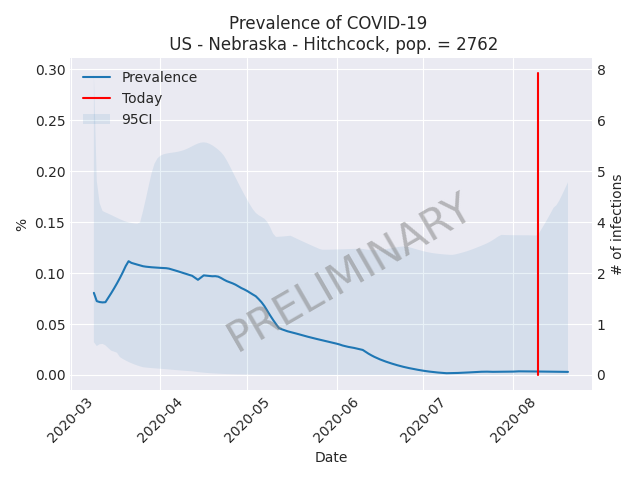 Prevalence of COVID-19
US - Nebraska - Hitchcock, pop. = 2762
Prevalence
Today
95CI
0.30
0.25
0.20
0.15
0.10
0.05
0.00
%
8
6
5
4
2
1
0
# of infections
PRELIMINARY
2020-03
2020-04
2020-05
2020-06
2020-07
2020-08
Date